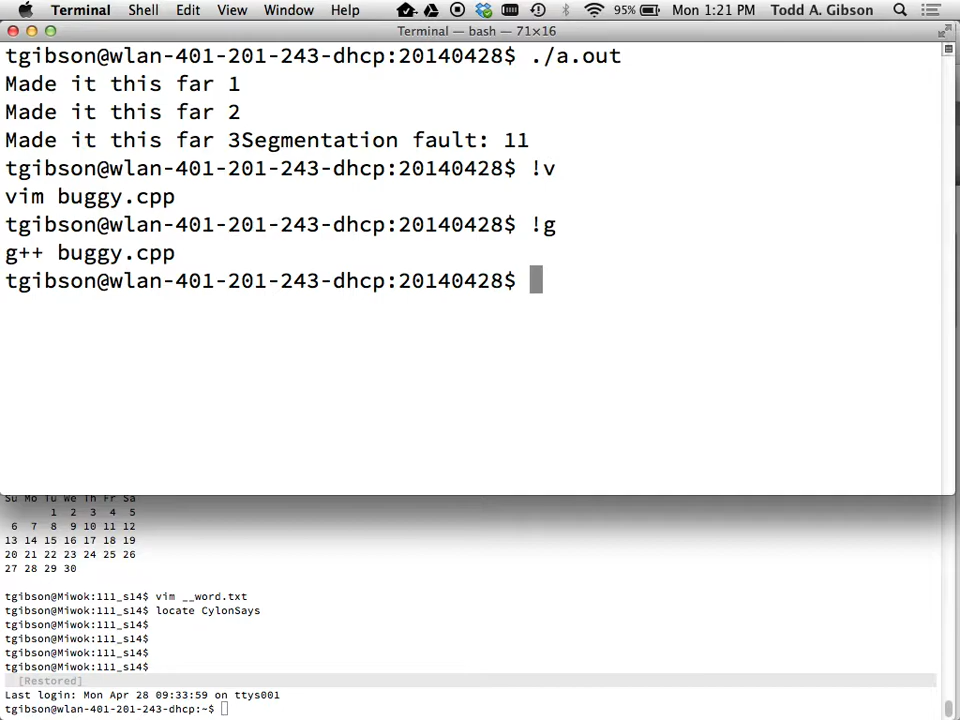 Terminal Shell Edit View Window Help 95% Mon 1:21 PM Todd A. Gibson
Terminal — bash — 71×16
tgibson@wlan-401-201-243-dhcp:20140428$ ./a.out
Made it this far 1
Made it this far 2
Made it this far 3Segmentation fault: 11
tgibson@wlan-401-201-243-dhcp:20140428$ !v
vim buggy.cpp
tgibson@wlan-401-201-243-dhcp:20140428$ !g
g++ buggy.cpp
tgibson@wlan-401-201-243-dhcp:20140428$
Su Mo Tu We Th Fr Sa
1 2 3 4 5
6 7 8 9 10 11 12
13 14 15 16 17 18 19
20 21 22 23 24 25 26
27 28 29 30
tgibson@Miwok:111_s14$ vim __word.txt
tgibson@Miwok:111_s14$ locate CylonSays
tgibson@Miwok:111_s14$
tgibson@Miwok:111_s14$
tgibson@Miwok:111_s14$
tgibson@Miwok:111_s14$
[Restored]
Last login: Mon Apr 28 09:33:59 on ttys001
tgibson@wlan-401-201-243-dhcp:~$